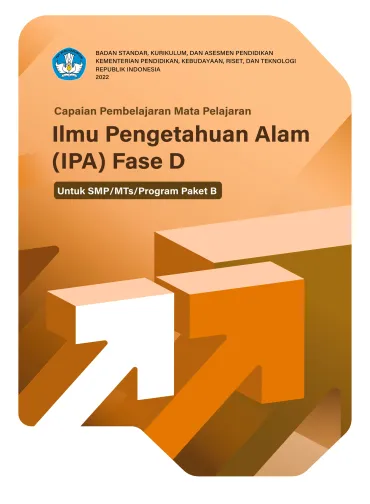 BADAN STANDAR, KURIKULUM, DAN ASESMEN PENDIDIKAN
KEMENTERIAN PENDIDIKAN, KEBUDAYAAN, RISET, DAN TEKNOLOGI
REPUBLIK INDONESIA
2022
Capaian Pembelajaran Mata Pelajaran
Ilmu Pengetahuan Alam
(IPA) Fase D
Untuk SMP/MTs/Program Paket B